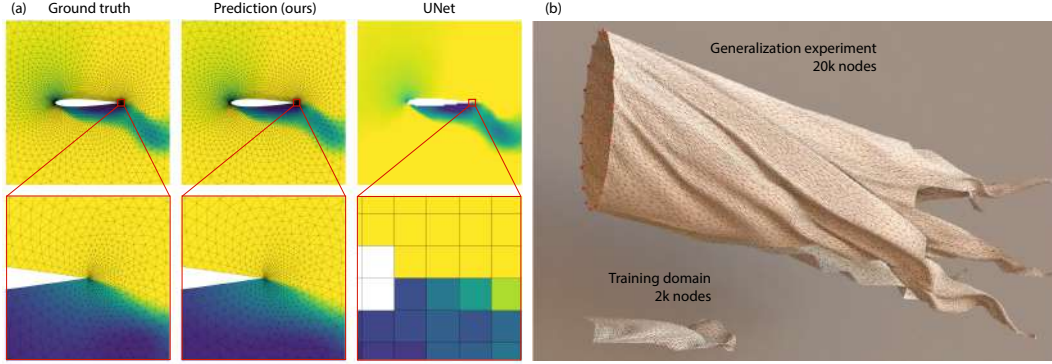 (a)
Ground truth
Prediction (ours)
UNet
(b)
Generalization experiment
20k nodes
Training domain
2k nodes